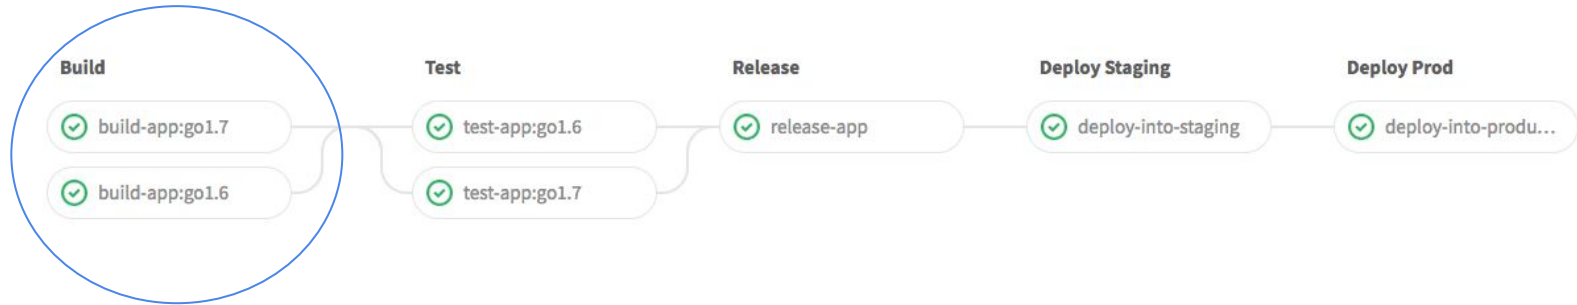 Build
build-app:go1.7
build-app:go1.6
Test
test-app:go1.6
test-app:go1.7
Release
release-app
Deploy Staging
deploy-into-staging
Deploy Prod
deploy-into-produ...